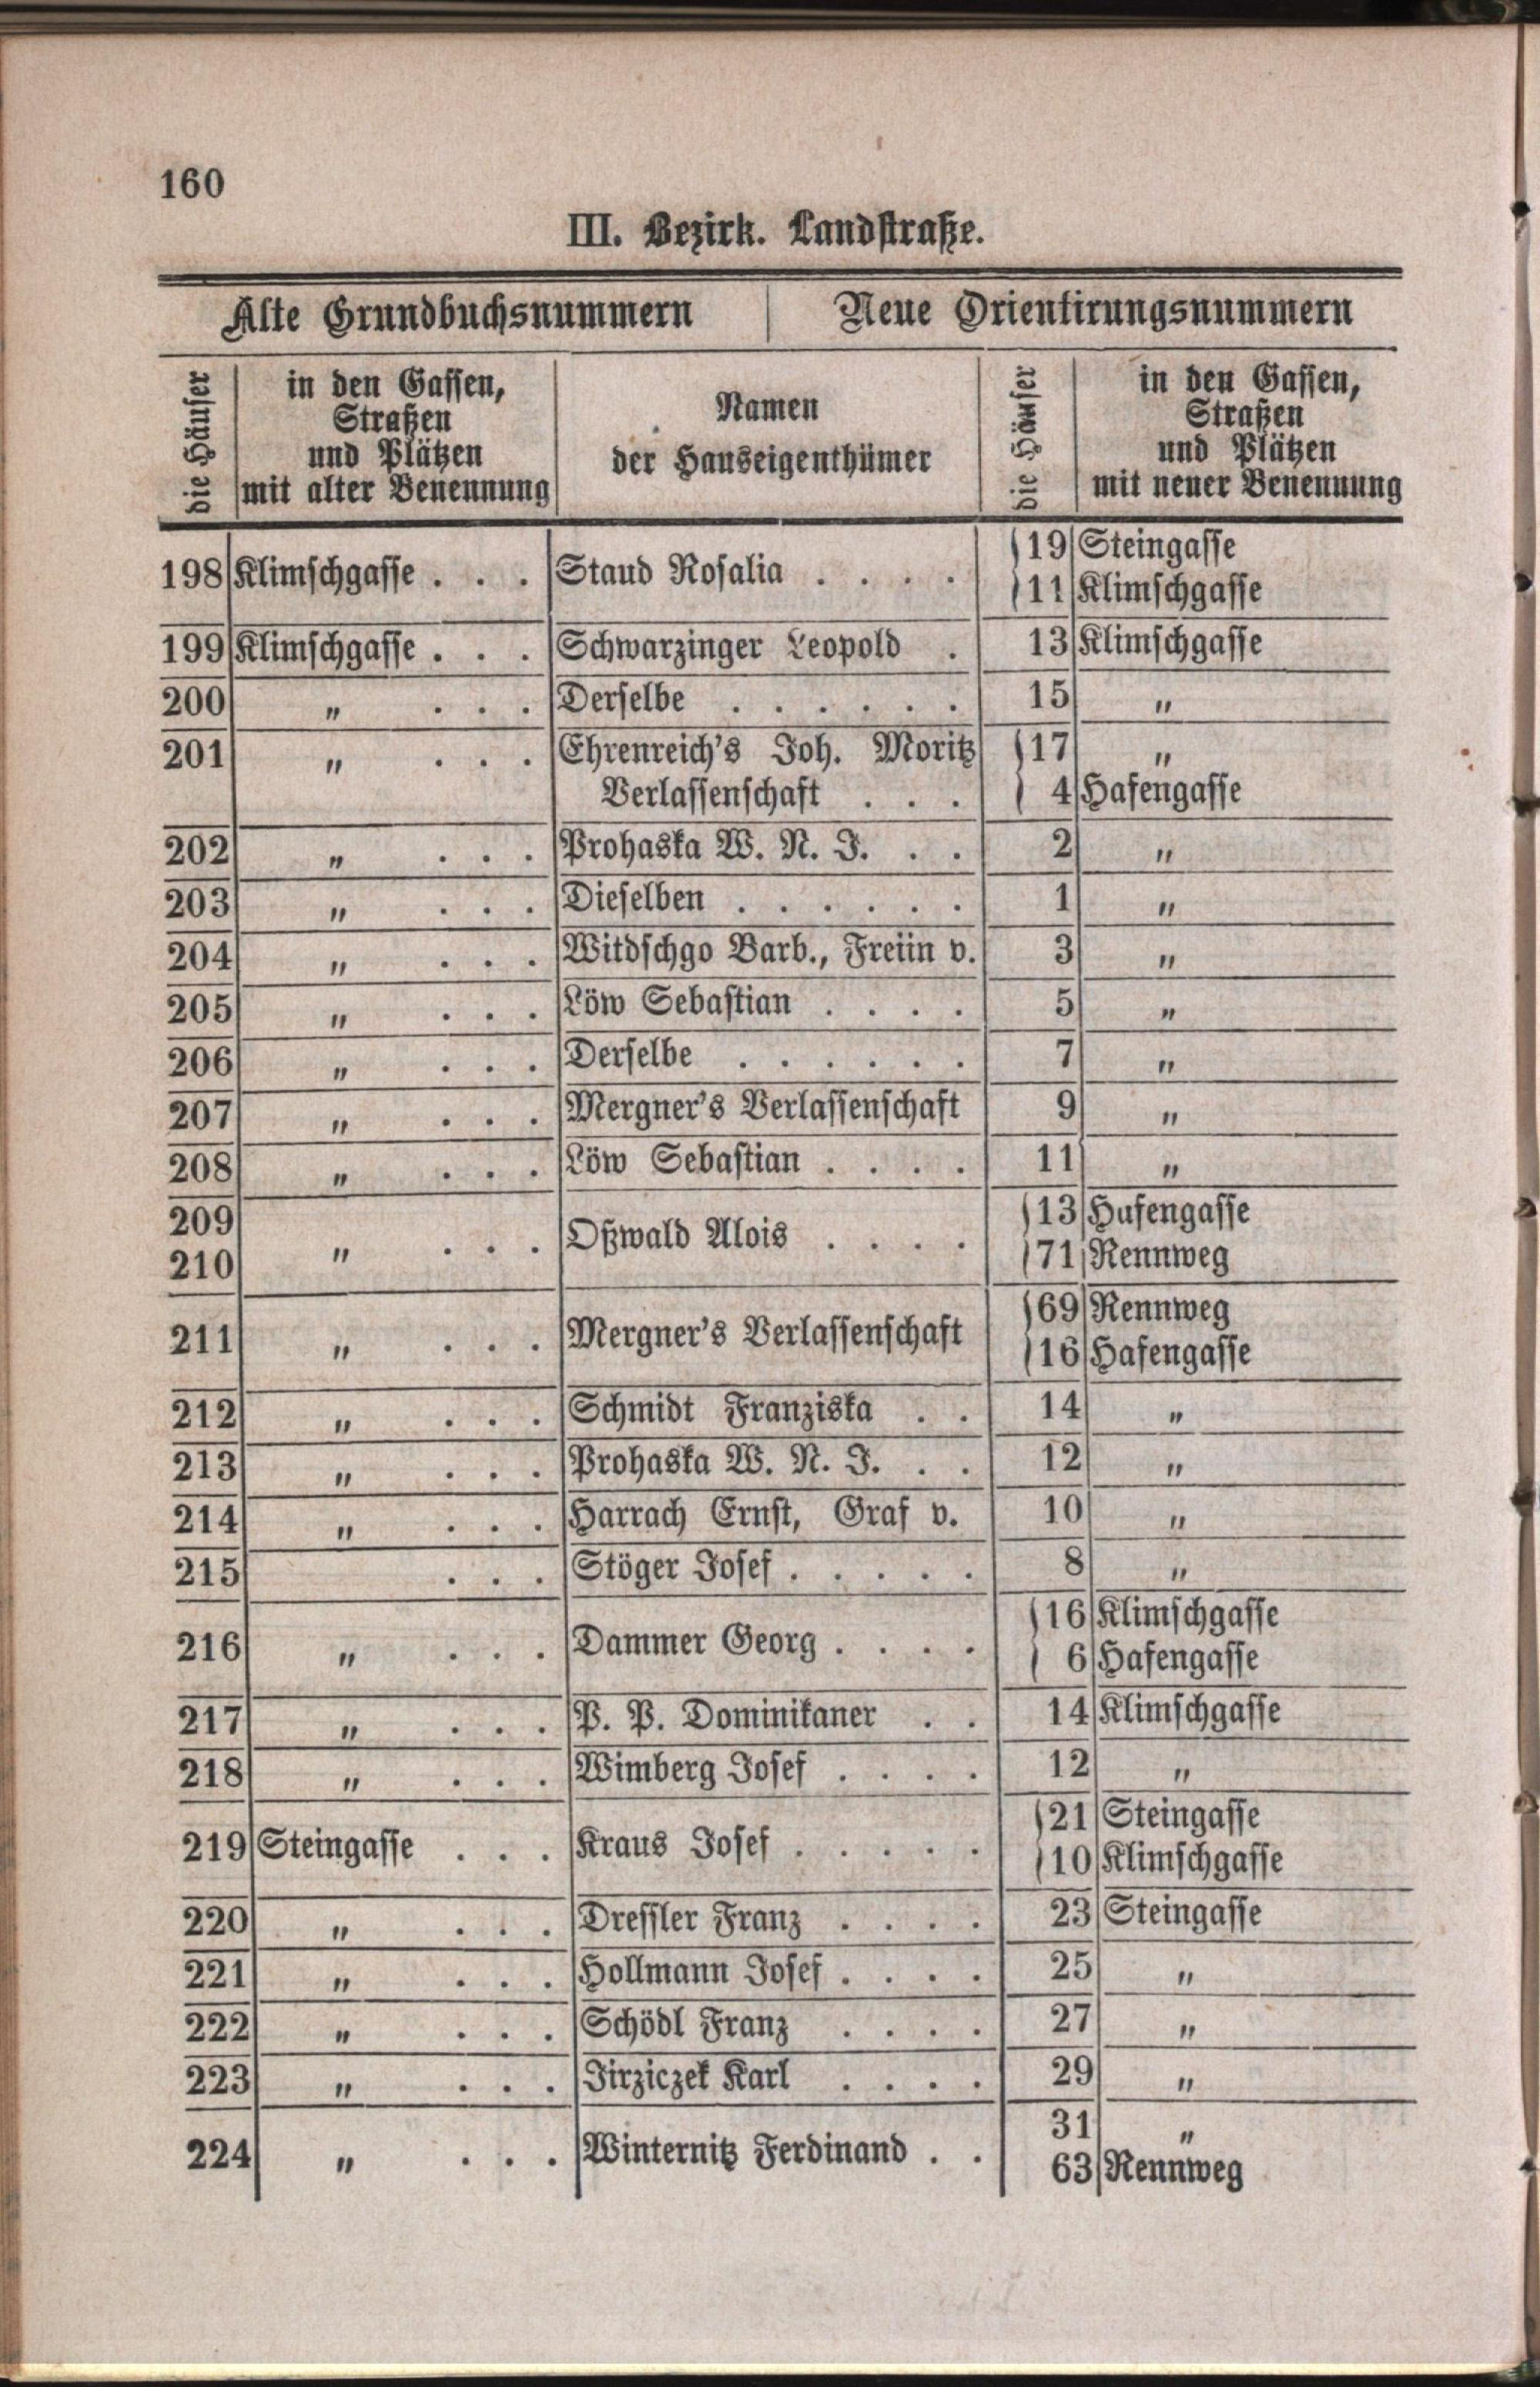 160
III. Bezirk. Landstraße.
Alte Grundbuchsnummern | Neue Orientirungsnummern
die Häuser | in den Gassen, Straßen und Plätzen mit alter Benennung | Namen der Hauseigenthümer | die Häuser | in den Gassen, Straßen und Plätzen mit neuer Benennung
198 Klimschgasse . . . Staud Rosalia . . . . 19 Steingasse
11 Klimschgasse
199 Klimschgasse . . . Schwarzinger Leopold . 13 Klimschgasse
200 " . . . Derselbe . . . . . . 15 "
201 " . . . Ehrenreich's Joh. Moritz 17 "
Verlassenschaft . . . 4 Hafengasse
202 " . . . Prohaska W. N. J. . . 2 "
203 " . . . Dieselben . . . . . . 1 "
204 " . . . Witdschgo Barb., Freiin v. 3 "
205 " . . . Löw Sebastian . . . . 5 "
206 " . . . Derselbe . . . . . . 7 "
207 " . . . Mergner's Verlassenschaft 9 "
208 " . . . Löw Sebastian . . . . 11 "
209 13 Hufengasse
210 " . . . Oßwald Alois . . . . 71 Rennweg
211 " . . . Mergner's Verlassenschaft 69 Rennweg
16 Hafengasse
212 " . . . Schmidt Franziska . . 14 "
213 " . . . Prohaska W. N. J. . . 12 "
214 " . . . Harrach Ernst, Graf v. 10 "
215 . . . Stöger Josef . . . . . 8 "
216 " . . . Dammer Georg . . . . 16 Klimschgasse
6 Hafengasse
217 " . . . P. P. Dominikaner . . 14 Klimschgasse
218 " . . . Wimberg Josef . . . . 12 "
219 Steingasse . . . Kraus Josef . . . . . 21 Steingasse
10 Klimschgasse
220 " . . . Dressler Franz . . . . 23 Steingasse
221 " . . . Hollmann Josef . . . . 25 "
222 " . . . Schödl Franz . . . . 27 "
223 " . . . Jirziczek Karl . . . . 29 "
224 " . . . Winternitz Ferdinand . . 31 "
63 Rennweg